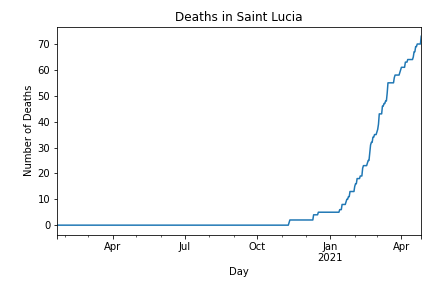 Deaths in Saint Lucia
Number of Deaths
70
60
50
40
30
20
10
0
Apr
Jul
Oct
Jan
2021
Apr
Day